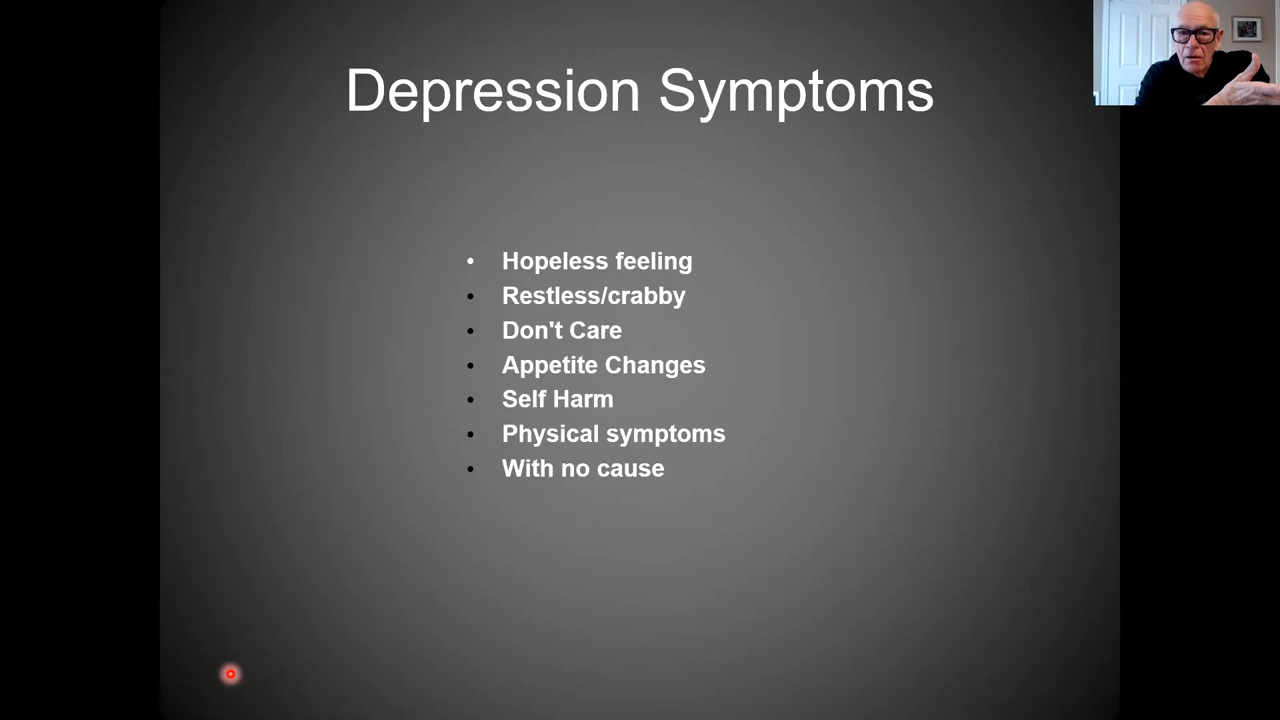 Depression Symptoms
• Hopeless feeling
• Restless/crabby
• Don't Care
• Appetite Changes
• Self Harm
• Physical symptoms
• With no cause